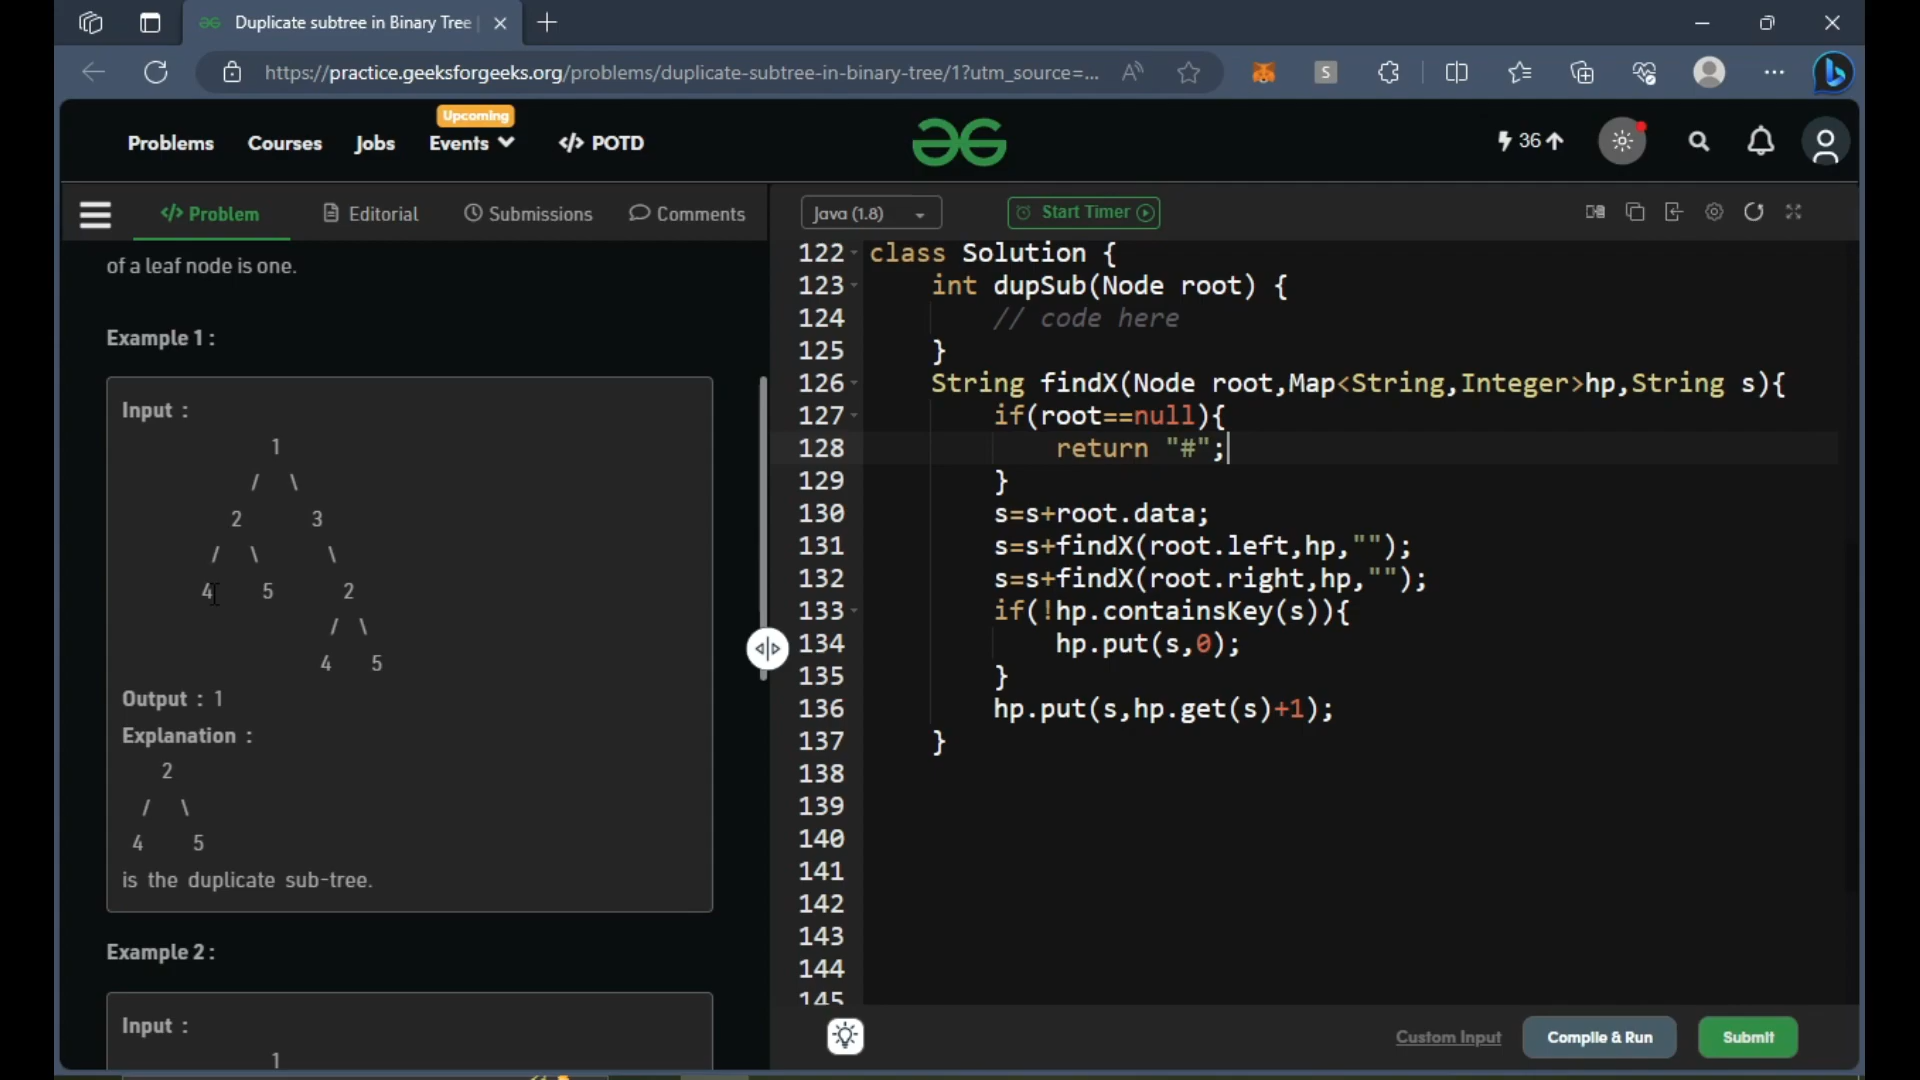 Duplicate subtree in Binary Tree |
https://practice.geeksforgeeks.org/problems/duplicate-subtree-in-binary-tree/1?utm_source=...
Upcoming
Problems Courses Jobs Events </> POTD
36
</> Problem Editorial Submissions Comments
Java (1.8) Start Timer
of a leaf node is one.
Example 1 :
Input :
1
/ \
2 3
/ \ \
4 5 2
/ \
4 5
Output : 1
Explanation :
2
/ \
4 5
is the duplicate sub-tree.
Example 2 :
Input :
1
122 class Solution {
123 int dupSub(Node root) {
124 // code here
125 }
126 String findX(Node root,Map<String,Integer>hp,String s){
127 if(root==null){
128 return "#";
129 }
130 s=s+root.data;
131 s=s+findX(root.left,hp,"");
132 s=s+findX(root.right,hp,"");
133 if(!hp.containsKey(s)){
134 hp.put(s,0);
135 }
136 hp.put(s,hp.get(s)+1);
137 }
138
139
140
141
142
143
144
145
Custom Input Compile & Run Submit